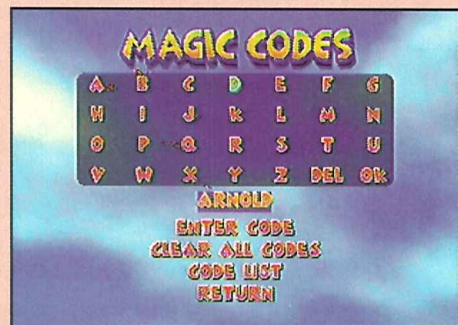 MAGIC CODES
A B C D E F G
H I J K L M N
O P Q R S T U
V W X Y Z DEL OK
ARNOLD
ENTER CODE
CLEAR ALL CODES
CODE LIST
RETURN